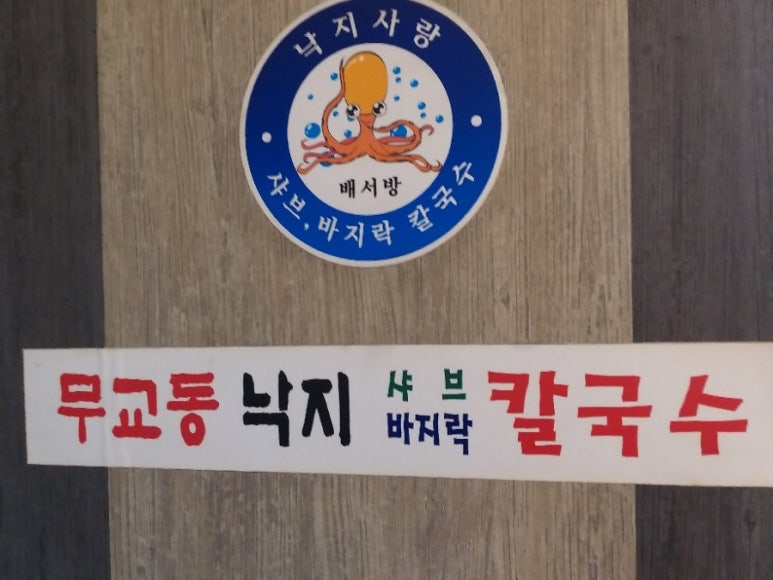 낙지사랑
배서방
샤브, 바지락 칼국수
무교동 낙지 샤브 바지락 칼국수